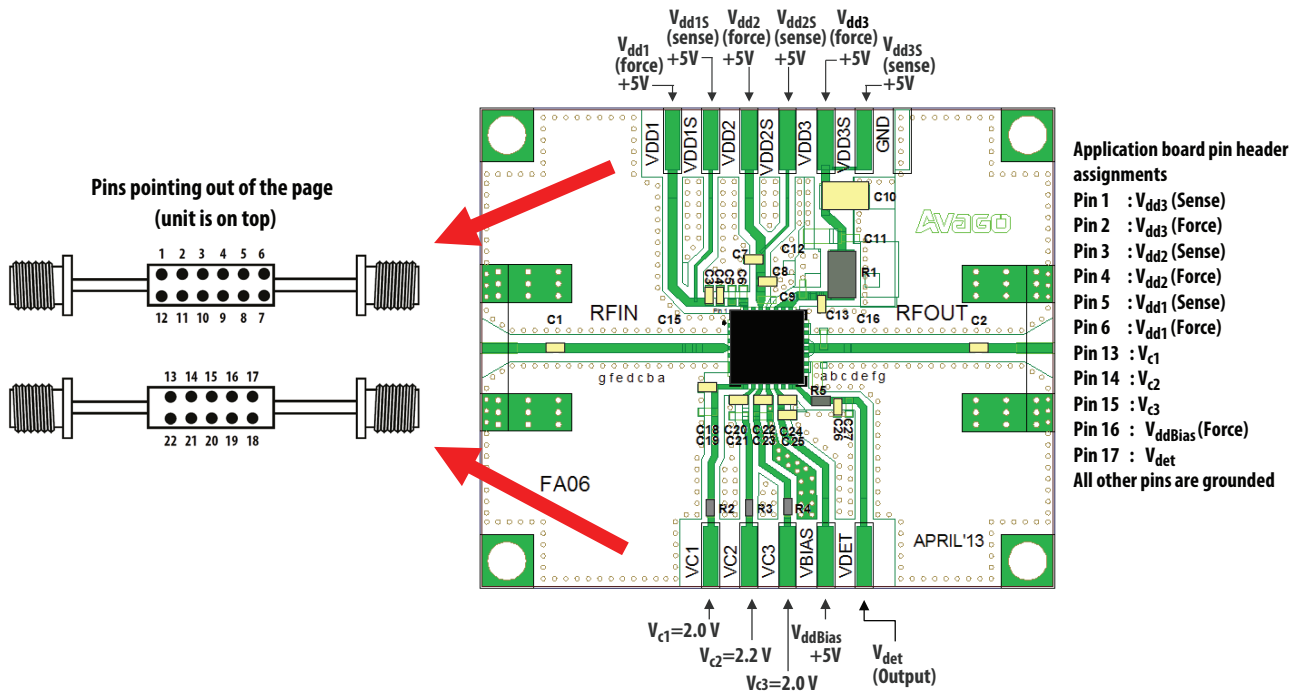 Vdd1
(force)
+5V
Vdd1S
(sense)
+5V
Vdd2
(force)
+5V
Vdd2S
(sense)
+5V
Vdd3
(force)
+5V
Vdd3S
(sense)
+5V
VDD1
VDD1S
VDD2
VDD2S
VDD3
VDD3S
GND
Pins pointing out of the page
(unit is on top)
1 2 3 4 5 6
12 11 10 9 8 7
13 14 15 16 17
22 21 20 19 18
AVAGO
C10
C11
C12
C7
C8
C9
R1
C3
C4
C5
C6
Pin 1
C13
C16
C15
RFIN
RFOUT
C1
C2
g f e d c b a
a b c d e f g
R5
C18
C19
C20
C21
C22
C23
C24
C25
C26
C27
FA06
R2
R3
R4
APRIL'13
VC1
VC2
VC3
VBIAS
VDET
Vc1=2.0 V
Vc2=2.2 V
Vc3=2.0 V
VddBias
+5V
Vdet
(Output)
Application board pin header
assignments
Pin 1 : Vdd3 (Sense)
Pin 2 : Vdd3 (Force)
Pin 3 : Vdd2 (Sense)
Pin 4 : Vdd2 (Force)
Pin 5 : Vdd1 (Sense)
Pin 6 : Vdd1 (Force)
Pin 13 : Vc1
Pin 14 : Vc2
Pin 15 : Vc3
Pin 16 : VddBias (Force)
Pin 17 : Vdet
All other pins are grounded